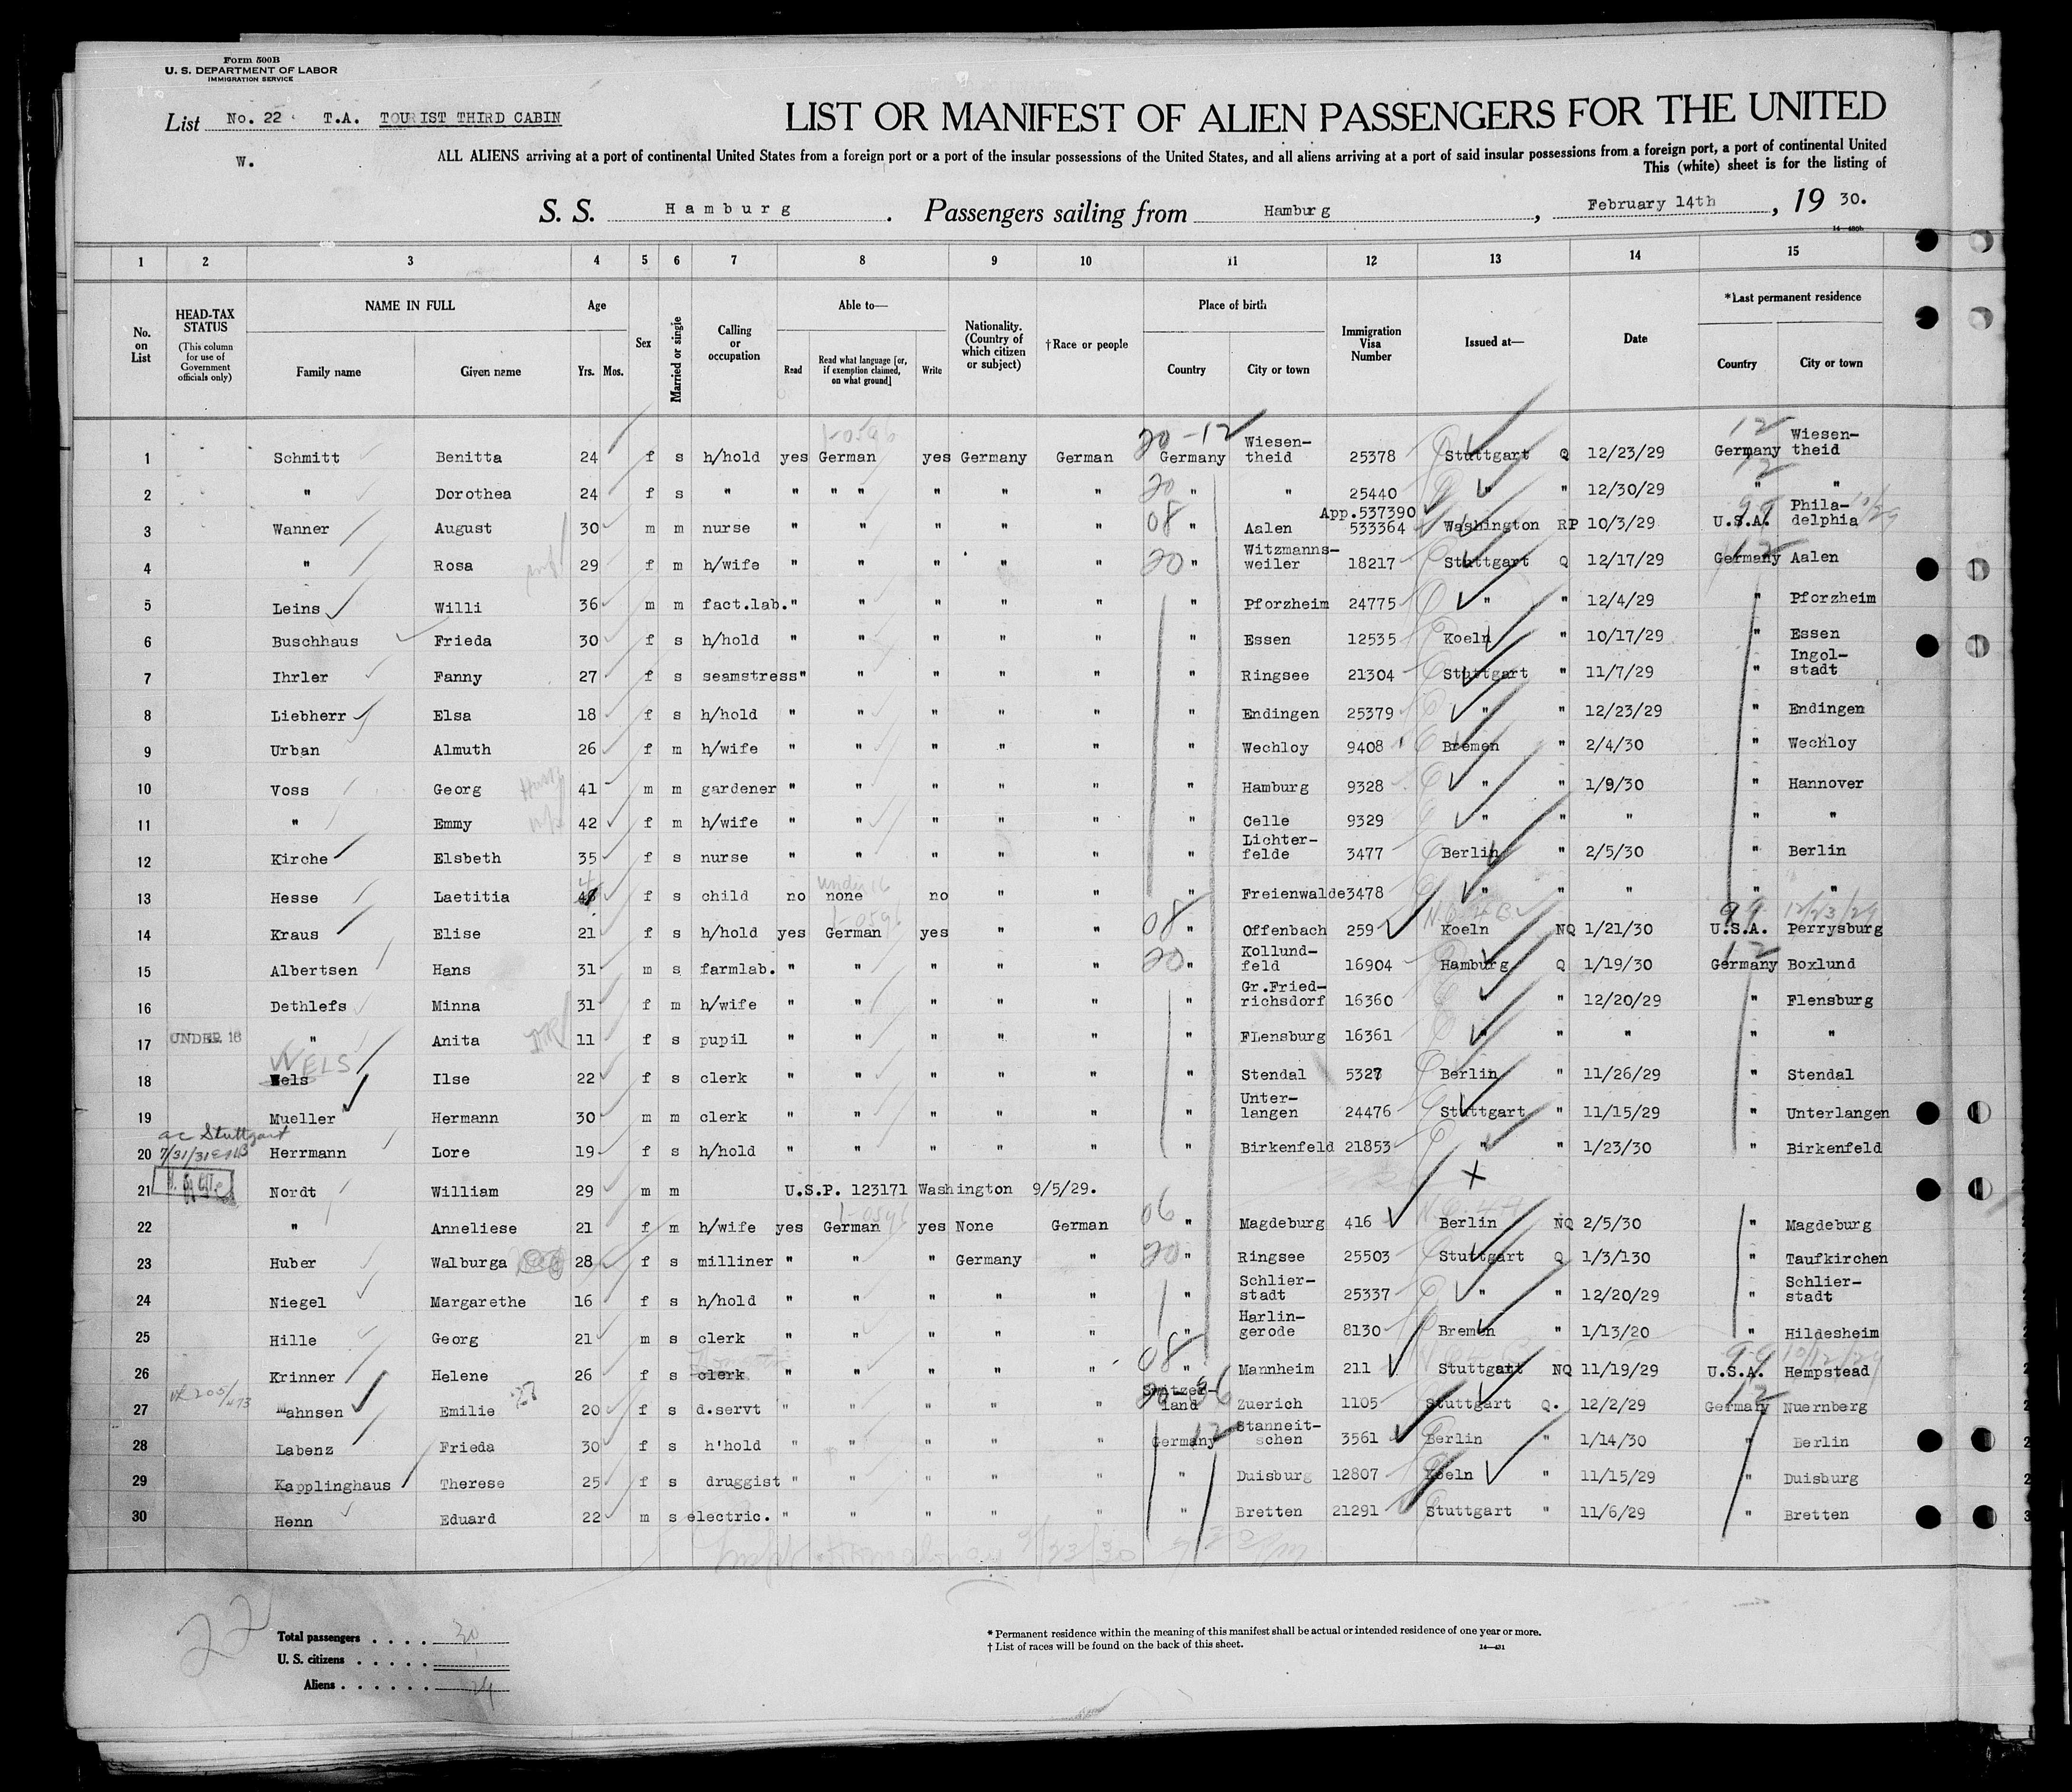 Form 500B
U. S. DEPARTMENT OF LABOR
IMMIGRATION SERVICE
List No. 22 T.A. TOURIST THIRD CABIN
W.
LIST OR MANIFEST OF ALIEN PASSENGERS FOR THE UNITED
ALL ALIENS arriving at a port of continental United States from a foreign port or a port of the insular possessions of the United States, and all aliens arriving at a port of said insular possessions from a foreign port, a port of continental United
This (white) sheet is for the listing of
S. S. Hamburg . Passengers sailing from Hamburg , February 14th , 19 30.
1 2 3 4 5 6 7 8 9 10 11 12 13 14 15
No. on List
HEAD-TAX STATUS (This column for use of Government officials only)
NAME IN FULL
Family name Given name
Age
Yrs. Mos.
Sex
Married or single
Calling or occupation
Able to—
Read
Read what language [or, if exemption claimed, on what ground]
Write
Nationality. (Country of which citizen or subject)
†Race or people
Place of birth
Country City or town
Immigration Visa Number
Issued at—
Date
*Last permanent residence
Country City or town
1 Schmitt Benitta 24 f s h/hold yes German yes Germany German Germany Wiesen-theid 25378 Stuttgart Q 12/23/29 Germany Wiesen-theid
2 " Dorothea 24 f s " " " " " " " " " 25440 " " 12/30/29 " "
3 Wanner August 30 m m nurse " " " " " " Aalen App.537390 533364 Washington RP 10/3/29 U.S.A. Phila-delphia
4 " Rosa 29 f m h/wife " " " " " " Witzmanns-weiler 18217 Stuttgart Q 12/17/29 Germany Aalen
5 Leins Willi 36 m m fact.lab. " " " " " " Pforzheim 24775 " " 12/4/29 " Pforzheim
6 Buschhaus Frieda 30 f s h/hold " " " " " " Essen 12535 Koeln " 10/17/29 " Essen
7 Ihrler Fanny 27 f s seamstress " " " " " " Ringsee 21304 Stuttgart " 11/7/29 " Ingol-stadt
8 Liebherr Elsa 18 f s h/hold " " " " " " Endingen 25379 " " 12/23/29 " Endingen
9 Urban Almuth 26 f m h/wife " " " " " " Wechloy 9408 Bremen " 2/4/30 " Wechloy
10 Voss Georg 41 m m gardener " " " " " " Hamburg 9328 " " 1/9/30 " Hannover
11 " Emmy 42 f m h/wife " " " " " " Celle 9329 " " " " "
12 Kirche Elsbeth 35 f s nurse " " " " " " Lichter-felde 3477 Berlin " 2/5/30 " Berlin
13 Hesse Laetitia 4 f s child no under 16 none no " " " Freienwalde 3478 " " " " "
14 Kraus Elise 21 f s h/hold yes German yes " " " Offenbach 259 Koeln NQ 1/21/30 U.S.A. Perrysburg
15 Albertsen Hans 31 m s farmlab. " " " " " " Kollund-feld 16904 Hamburg Q 1/19/30 Germany Boxlund
16 Dethlefs Minna 31 f m h/wife " " " " " " Gr.Fried-richsdorf 16360 " " 12/20/29 " Flensburg
17 UNDER 16 " Anita 11 f s pupil " " " " " " FLensburg 16361 " " " " "
WELS
18 Wels Ilse 22 f s clerk " " " " " " Stendal 5327 Berlin " 11/26/29 " Stendal
19 Mueller Hermann 30 m m clerk " " " " " " Unter-langen 24476 Stuttgart " 11/15/29 " Unterlangen
ac Stuttgart
20 7/31/31 Herrmann Lore 19 f s h/hold " " " " " " Birkenfeld 21853 " " 1/23/30 " Birkenfeld
21 Nordt William 29 m m U.S.P. 123171 Washington 9/5/29.
22 " Anneliese 21 f m h/wife yes German yes None German " Magdeburg 416 Berlin NQ 2/5/30 " Magdeburg
23 Huber Walburga 28 f s milliner " " " Germany " " Ringsee 25503 Stuttgart Q 1/3/130 " Taufkirchen
24 Niegel Margarethe 16 f s h/hold " " " " " " Schlier-stadt 25337 " " 12/20/29 " Schlier-stadt
25 Hille Georg 21 m s clerk " " " " " " Harlin-gerode 8130 Bremen " 1/13/20 " Hildesheim
26 Krinner Helene 26 f s clerk " " " " " " Mannheim 211 Stuttgart NQ 11/19/29 U.S.A. Hempstead
27 Mahnsen Emilie 20 f s d.servt " " " " " Switzer-land Zuerich 1105 Stuttgart Q. 12/2/29 Germany Nuernberg
28 Labenz Frieda 30 f s h'hold " " " " " Germany Stanneit-schen 3561 Berlin " 1/14/30 " Berlin
29 Kapplinghaus Therese 25 f s druggist " " " " " " Duisburg 12807 Koeln " 11/15/29 " Duisburg
30 Henn Eduard 22 m s electric. " " " " " " Bretten 21291 Stuttgart " 11/6/29 " Bretten
22
Total passengers . . . . 30
U. S. citizens . . . . .
Aliens . . . . . .
* Permanent residence within the meaning of this manifest shall be actual or intended residence of one year or more.
† List of races will be found on the back of this sheet.